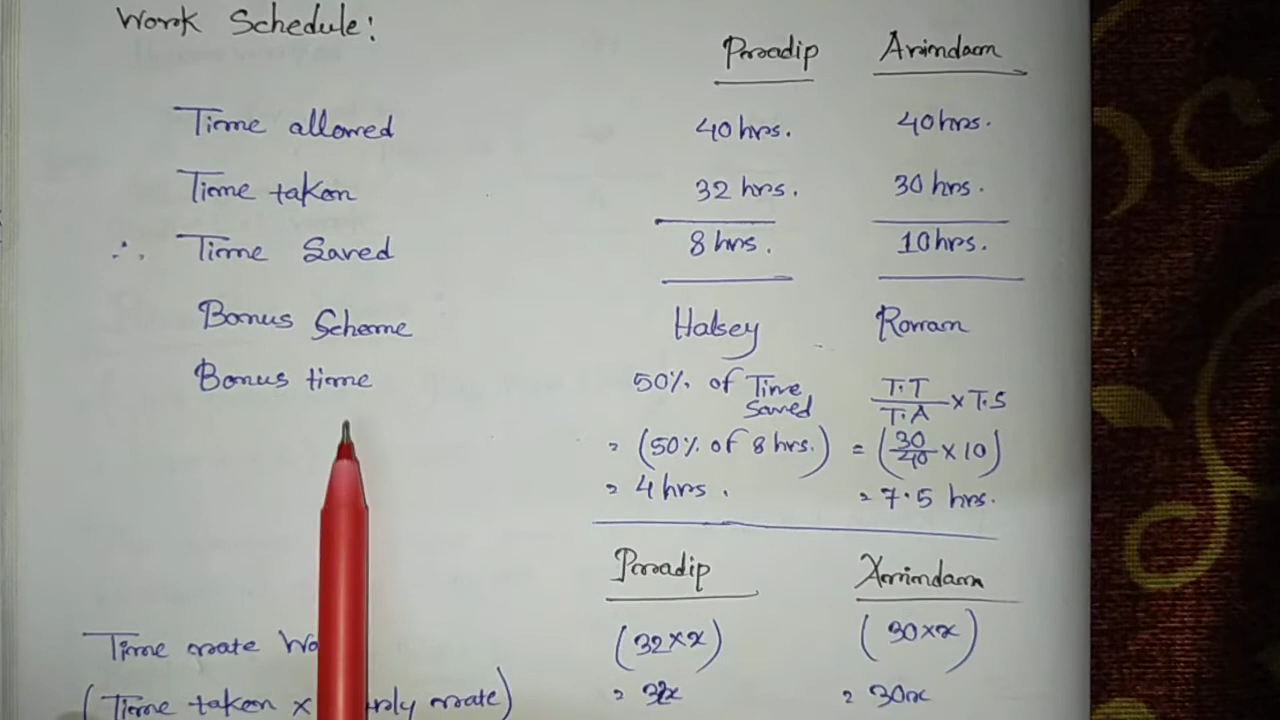 Work Schedule:
Pradip Arindam
Time allowed 40 hrs. 40 hrs.
Time taken 32 hrs. 30 hrs.
∴ Time Saved 8 hrs. 10 hrs.
Bonus Scheme Halsey Rowan
Bonus time 50% of Time Saved T.T/T.A × T.S
= (50% of 8 hrs.) = (30/40 × 10)
= 4 hrs. = 7.5 hrs.
Pradip Arindam
Time rate (32×x) (30×x)
(Time taken × rate) = 32x = 30x